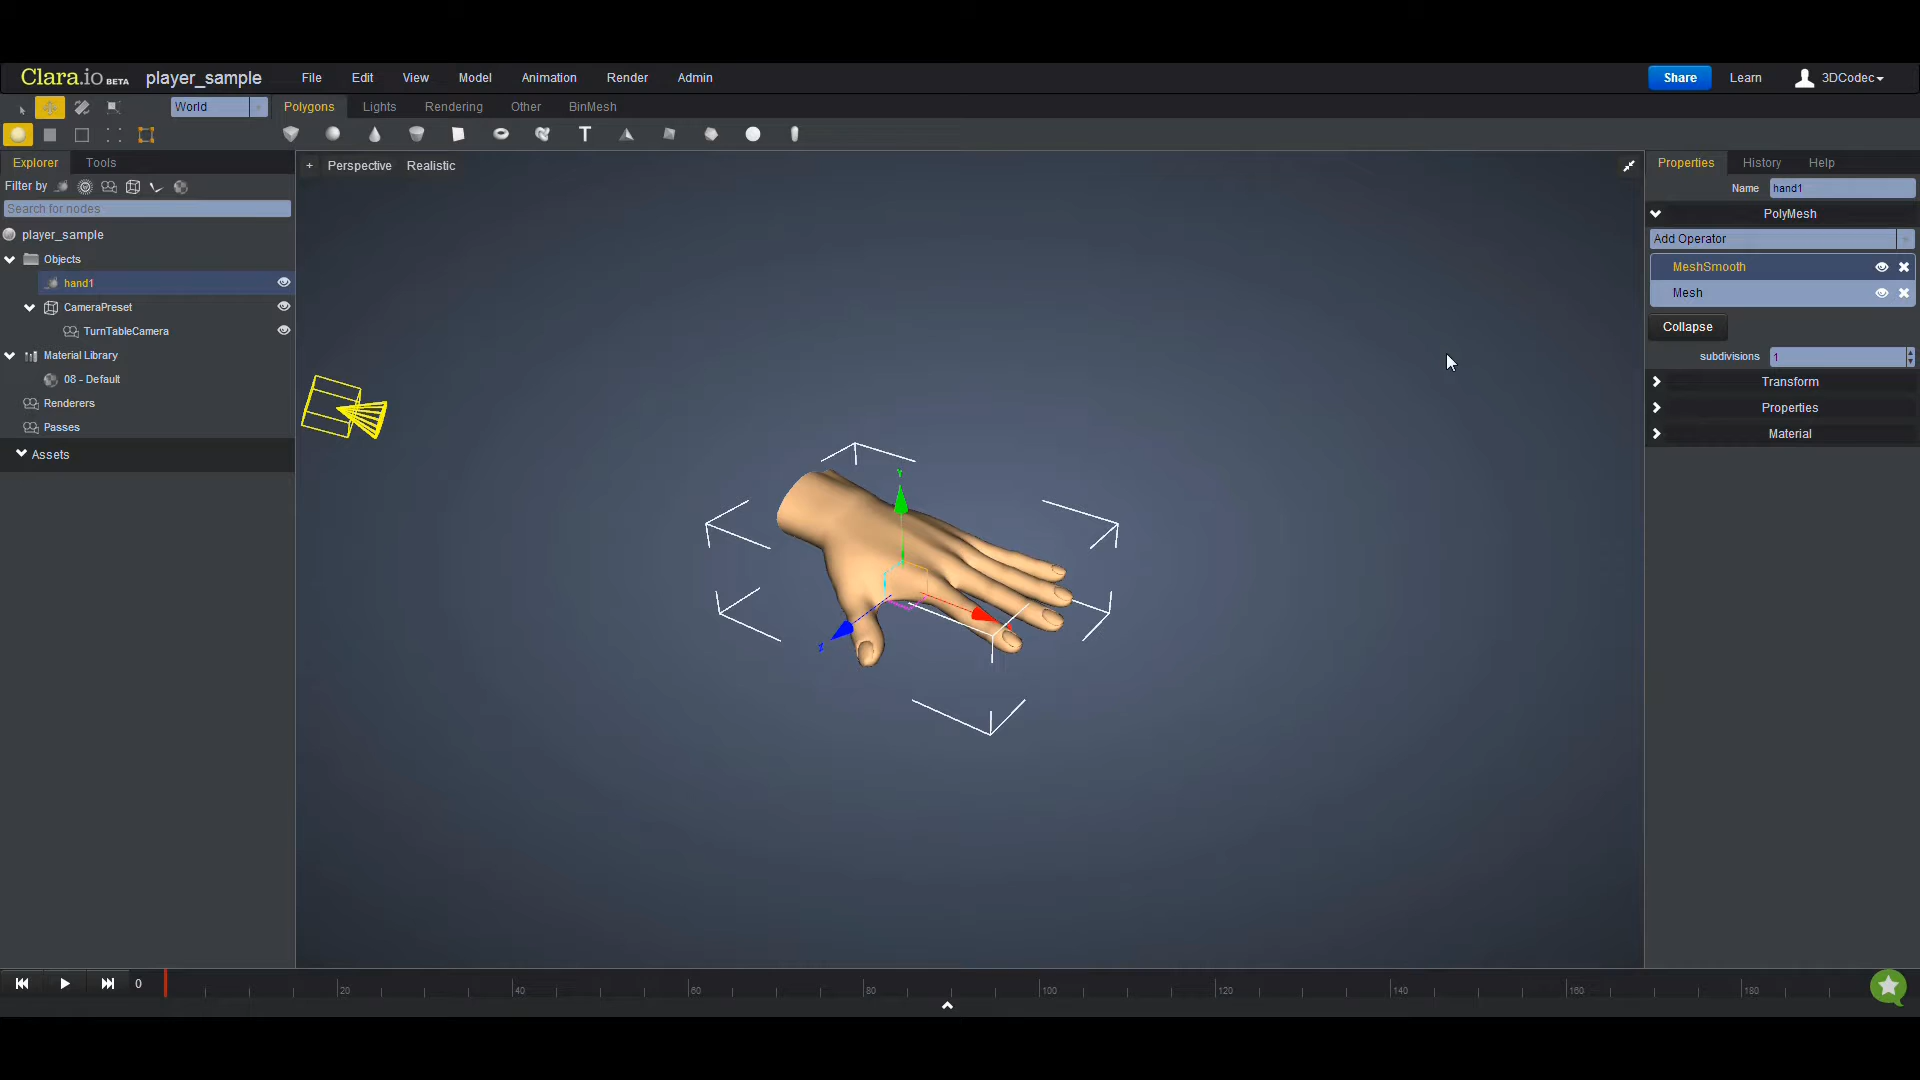 Clara.io BETA player_sample File Edit View Model Animation Render Admin Share Learn 3DCodec
World Polygons Lights Rendering Other BinMesh
T
Explorer Tools
Filter by
Search for nodes
player_sample
Objects
hand1
CameraPreset
TurnTableCamera
Material Library
08 - Default
Renderers
Passes
Assets
+ Perspective Realistic
Y
Properties History Help
Name hand1
PolyMesh
Add Operator
MeshSmooth
Mesh
Collapse
subdivisions 1
Transform
Properties
Material
0 20 40 60 80 100 120 140 160 180